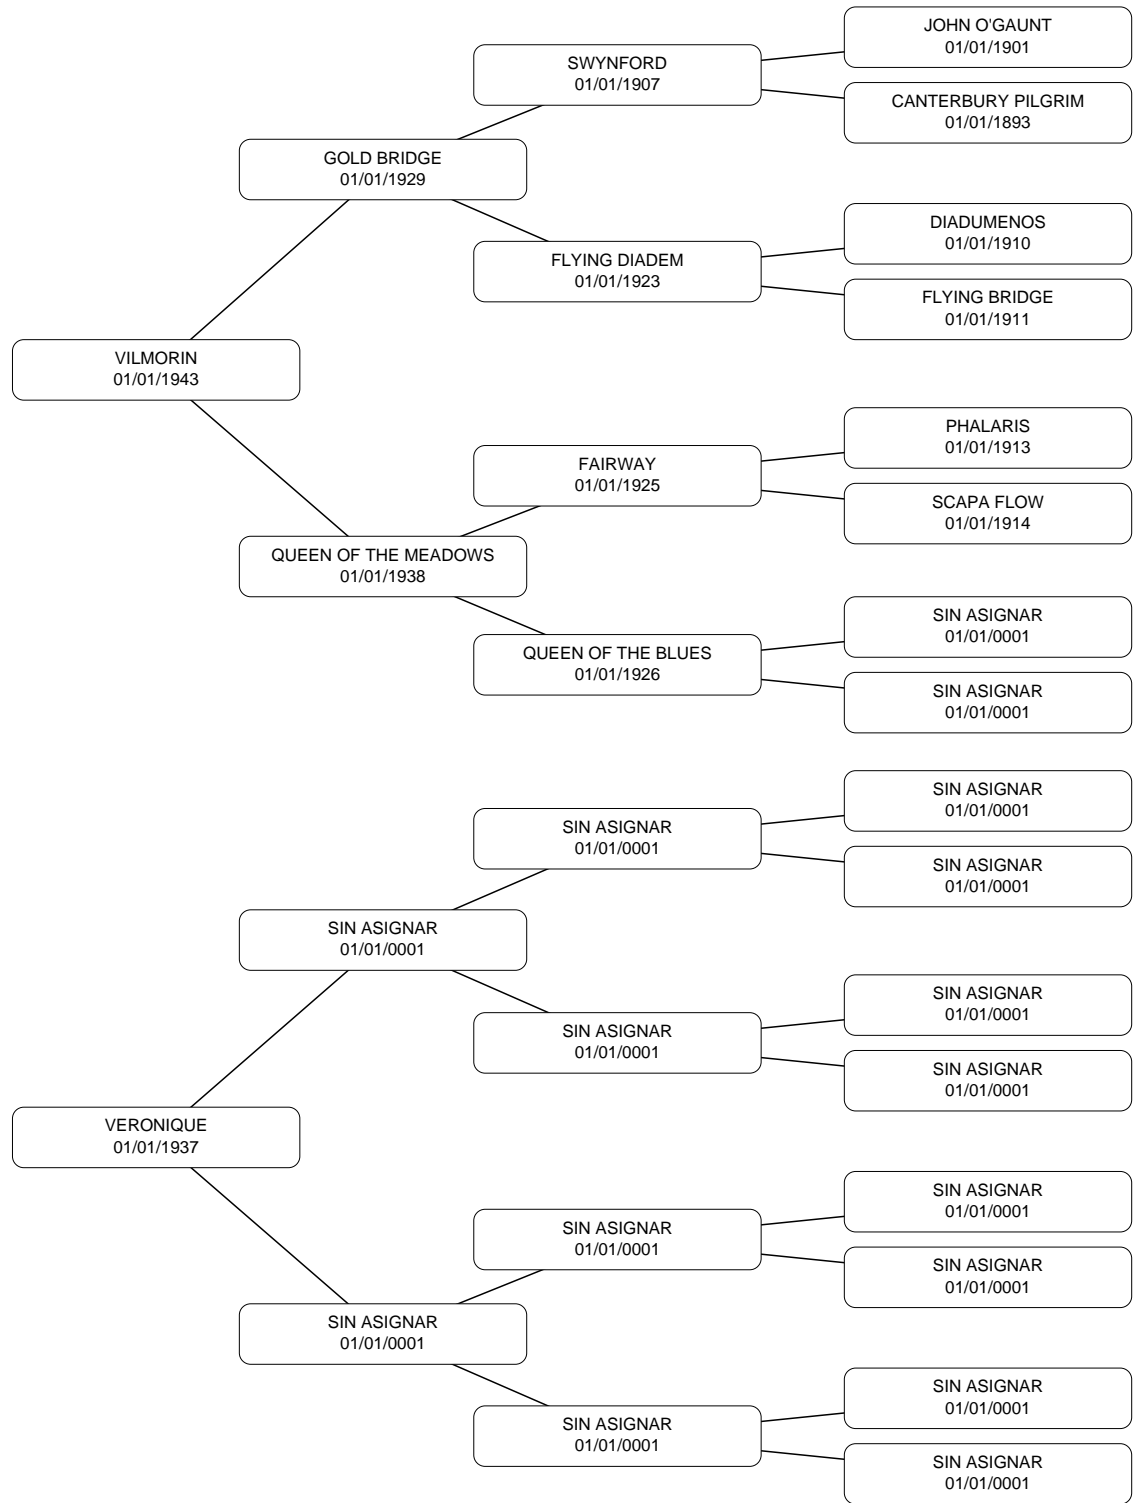 JOHN O'GAUNT
01/01/1901
SWYNFORD
01/01/1907
CANTERBURY PILGRIM
01/01/1893
GOLD BRIDGE
01/01/1929
DIADUMENOS
01/01/1910
FLYING DIADEM
01/01/1923
FLYING BRIDGE
01/01/1911
VILMORIN
01/01/1943
PHALARIS
01/01/1913
FAIRWAY
01/01/1925
SCAPA FLOW
01/01/1914
QUEEN OF THE MEADOWS
01/01/1938
SIN ASIGNAR
01/01/0001
QUEEN OF THE BLUES
01/01/1926
SIN ASIGNAR
01/01/0001
SIN ASIGNAR
01/01/0001
SIN ASIGNAR
01/01/0001
SIN ASIGNAR
01/01/0001
SIN ASIGNAR
01/01/0001
SIN ASIGNAR
01/01/0001
SIN ASIGNAR
01/01/0001
SIN ASIGNAR
01/01/0001
VERONIQUE
01/01/1937
SIN ASIGNAR
01/01/0001
SIN ASIGNAR
01/01/0001
SIN ASIGNAR
01/01/0001
SIN ASIGNAR
01/01/0001
SIN ASIGNAR
01/01/0001
SIN ASIGNAR
01/01/0001
SIN ASIGNAR
01/01/0001